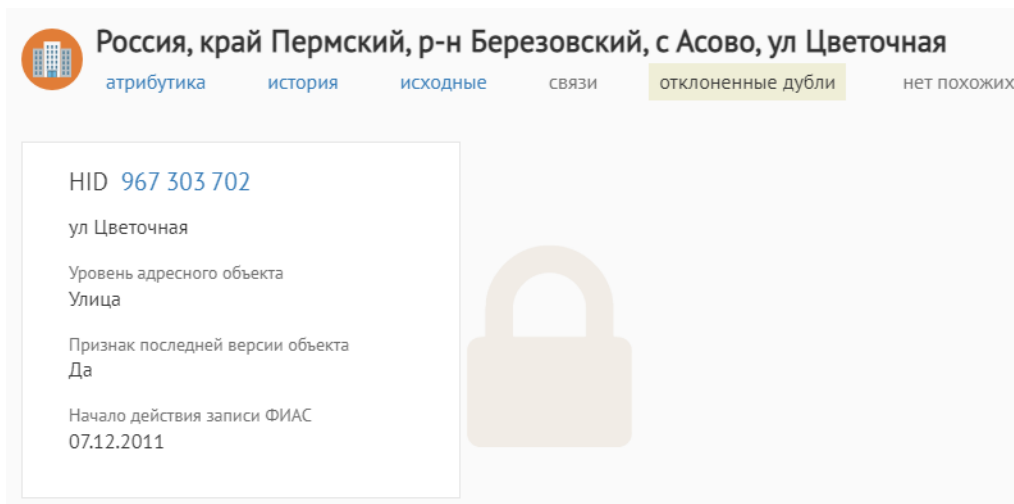 Россия, край Пермский, р-н Березовский, с Асово, ул Цветочная
атрибутика история исходные связи отклоненные дубли нет похожих
HID 967 303 702
ул Цветочная
Уровень адресного объекта
Улица
Признак последней версии объекта
Да
Начало действия записи ФИАС
07.12.2011